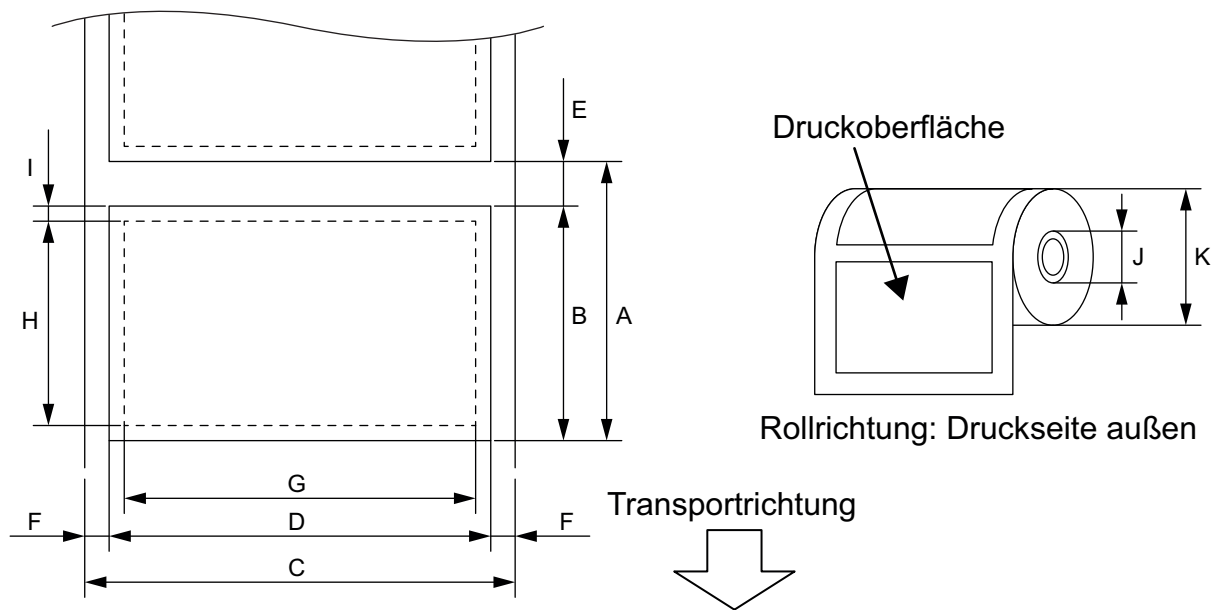 E
I
H
B
A
G
F
D
F
C
Druckoberfläche
J
K
Rollrichtung: Druckseite außen
Transportrichtung